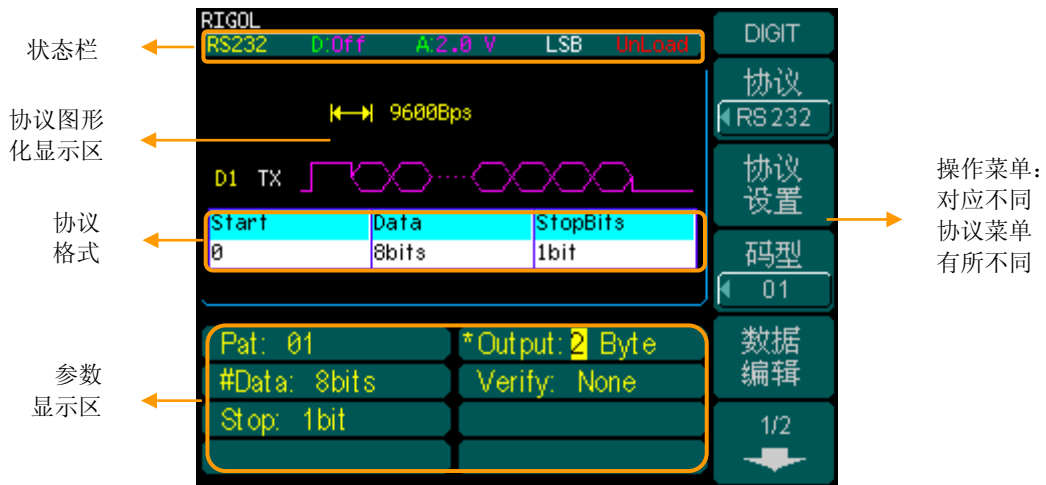 RIGOL
状态栏
RS232 D:Off A:2.0 V LSB UnLoad
DIGIT
协议
RS232
协议图形
化显示区
9600Bps
D1 TX
协议
设置
操作菜单：
对应不同
协议菜单
有所不同
协议
格式
Start Data StopBits
0 8bits 1bit
码型
01
参数
显示区
Pat: 01 *Output: 2 Byte
#Data: 8bits Verify: None
Stop: 1bit
数据
编辑
1/2